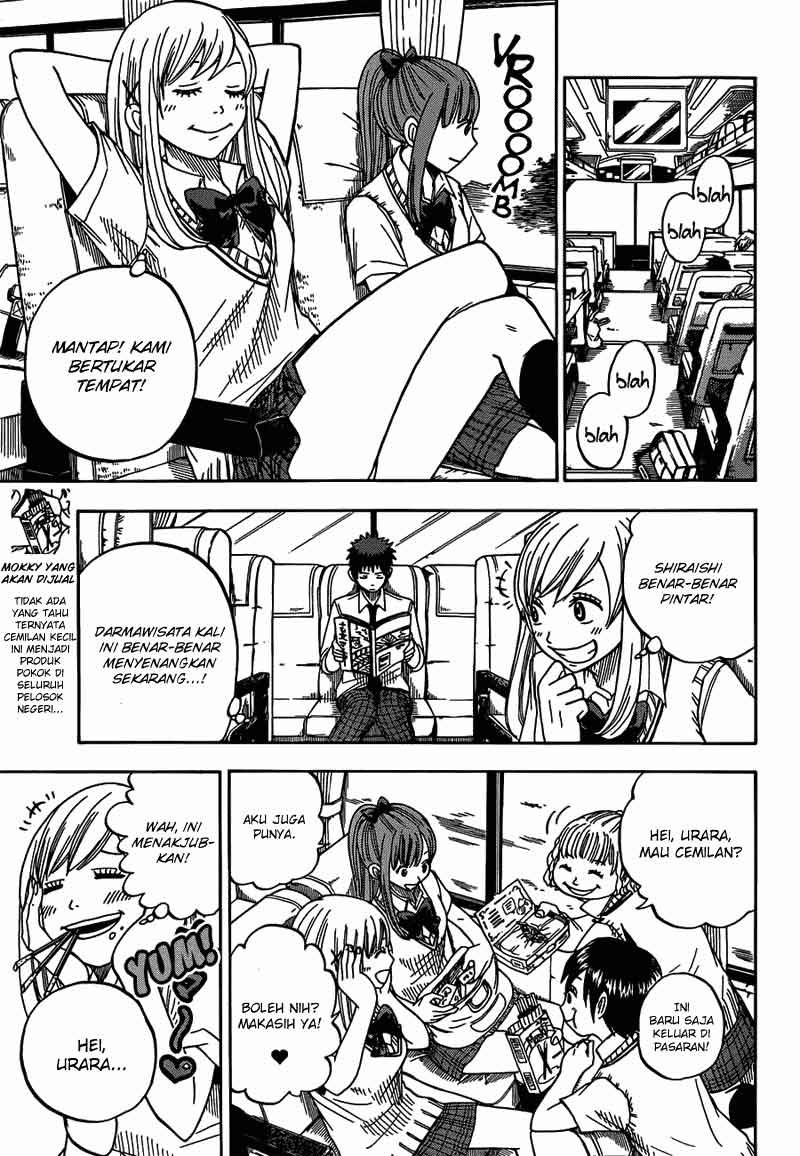 blah
blah
blah
blah
VROOOOMB
MANTAP! KAMI
BERTUKAR
TEMPAT!
SHIRAISHI
BENAR-BENAR
PINTAR!
DARMAWISATA KALI
INI BENAR-BENAR
MENYENANGKAN
SEKARANG...!
MOKKY YANG
AKAN DIJUAL
TIDAK ADA
YANG TAHU
TERNYATA
CEMILAN KECIL
INI MENJADI
PRODUK
POKOK DI
SELURUH
PELOSOK
NEGERI...
HEI, URARA,
MAU CEMILAN?
AKU JUGA
PUNYA.
INI
BARU SAJA
KELUAR DI
PASARAN!
BOLEH NIH?
MAKASIH YA!
WAH, INI
MENAKJUB-
KAN!
YUM!
HEI,
URARA...